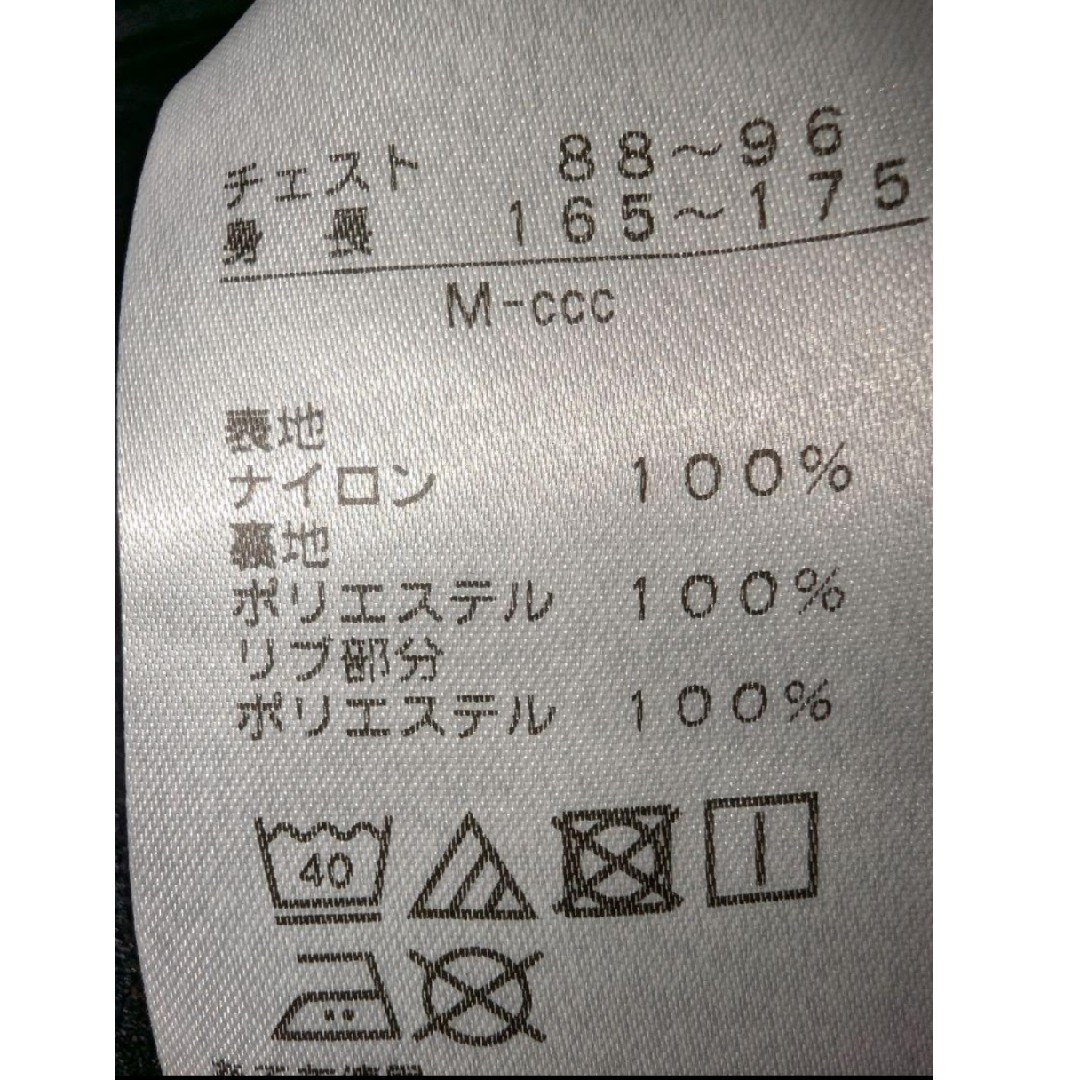 チェスト 88~96
身長 165~175
M-ccc
表地
ナイロン 100%
裏地
ポリエステル 100%
リブ部分
ポリエステル 100%
40